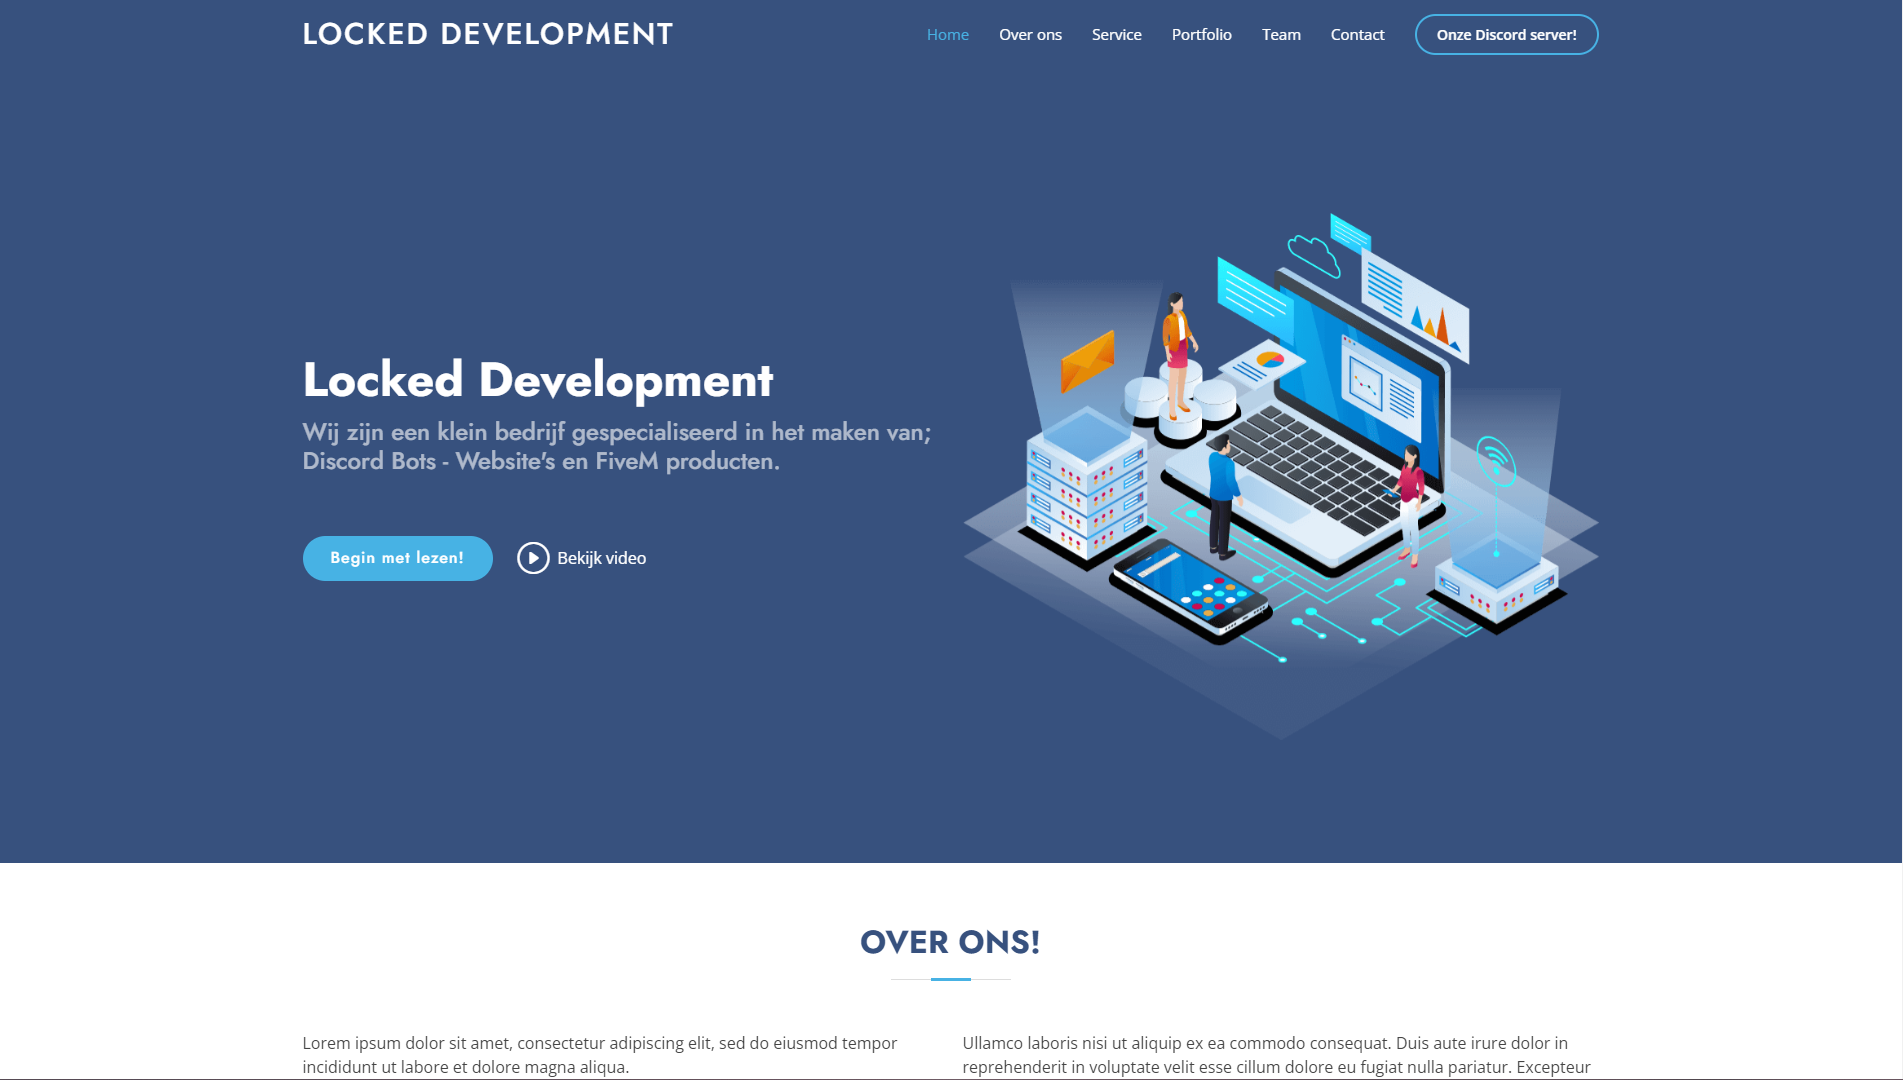 LOCKED DEVELOPMENT
Home Over ons Service Portfolio Team Contact Onze Discord server!
Locked Development
Wij zijn een klein bedrijf gespecialiseerd in het maken van;
Discord Bots - Website's en FiveM producten.
Begin met lezen! Bekijk video
OVER ONS!
Lorem ipsum dolor sit amet, consectetur adipiscing elit, sed do eiusmod tempor
incididunt ut labore et dolore magna aliqua.
Ullamco laboris nisi ut aliquip ex ea commodo consequat. Duis aute irure dolor in
reprehenderit in voluptate velit esse cillum dolore eu fugiat nulla pariatur. Excepteur